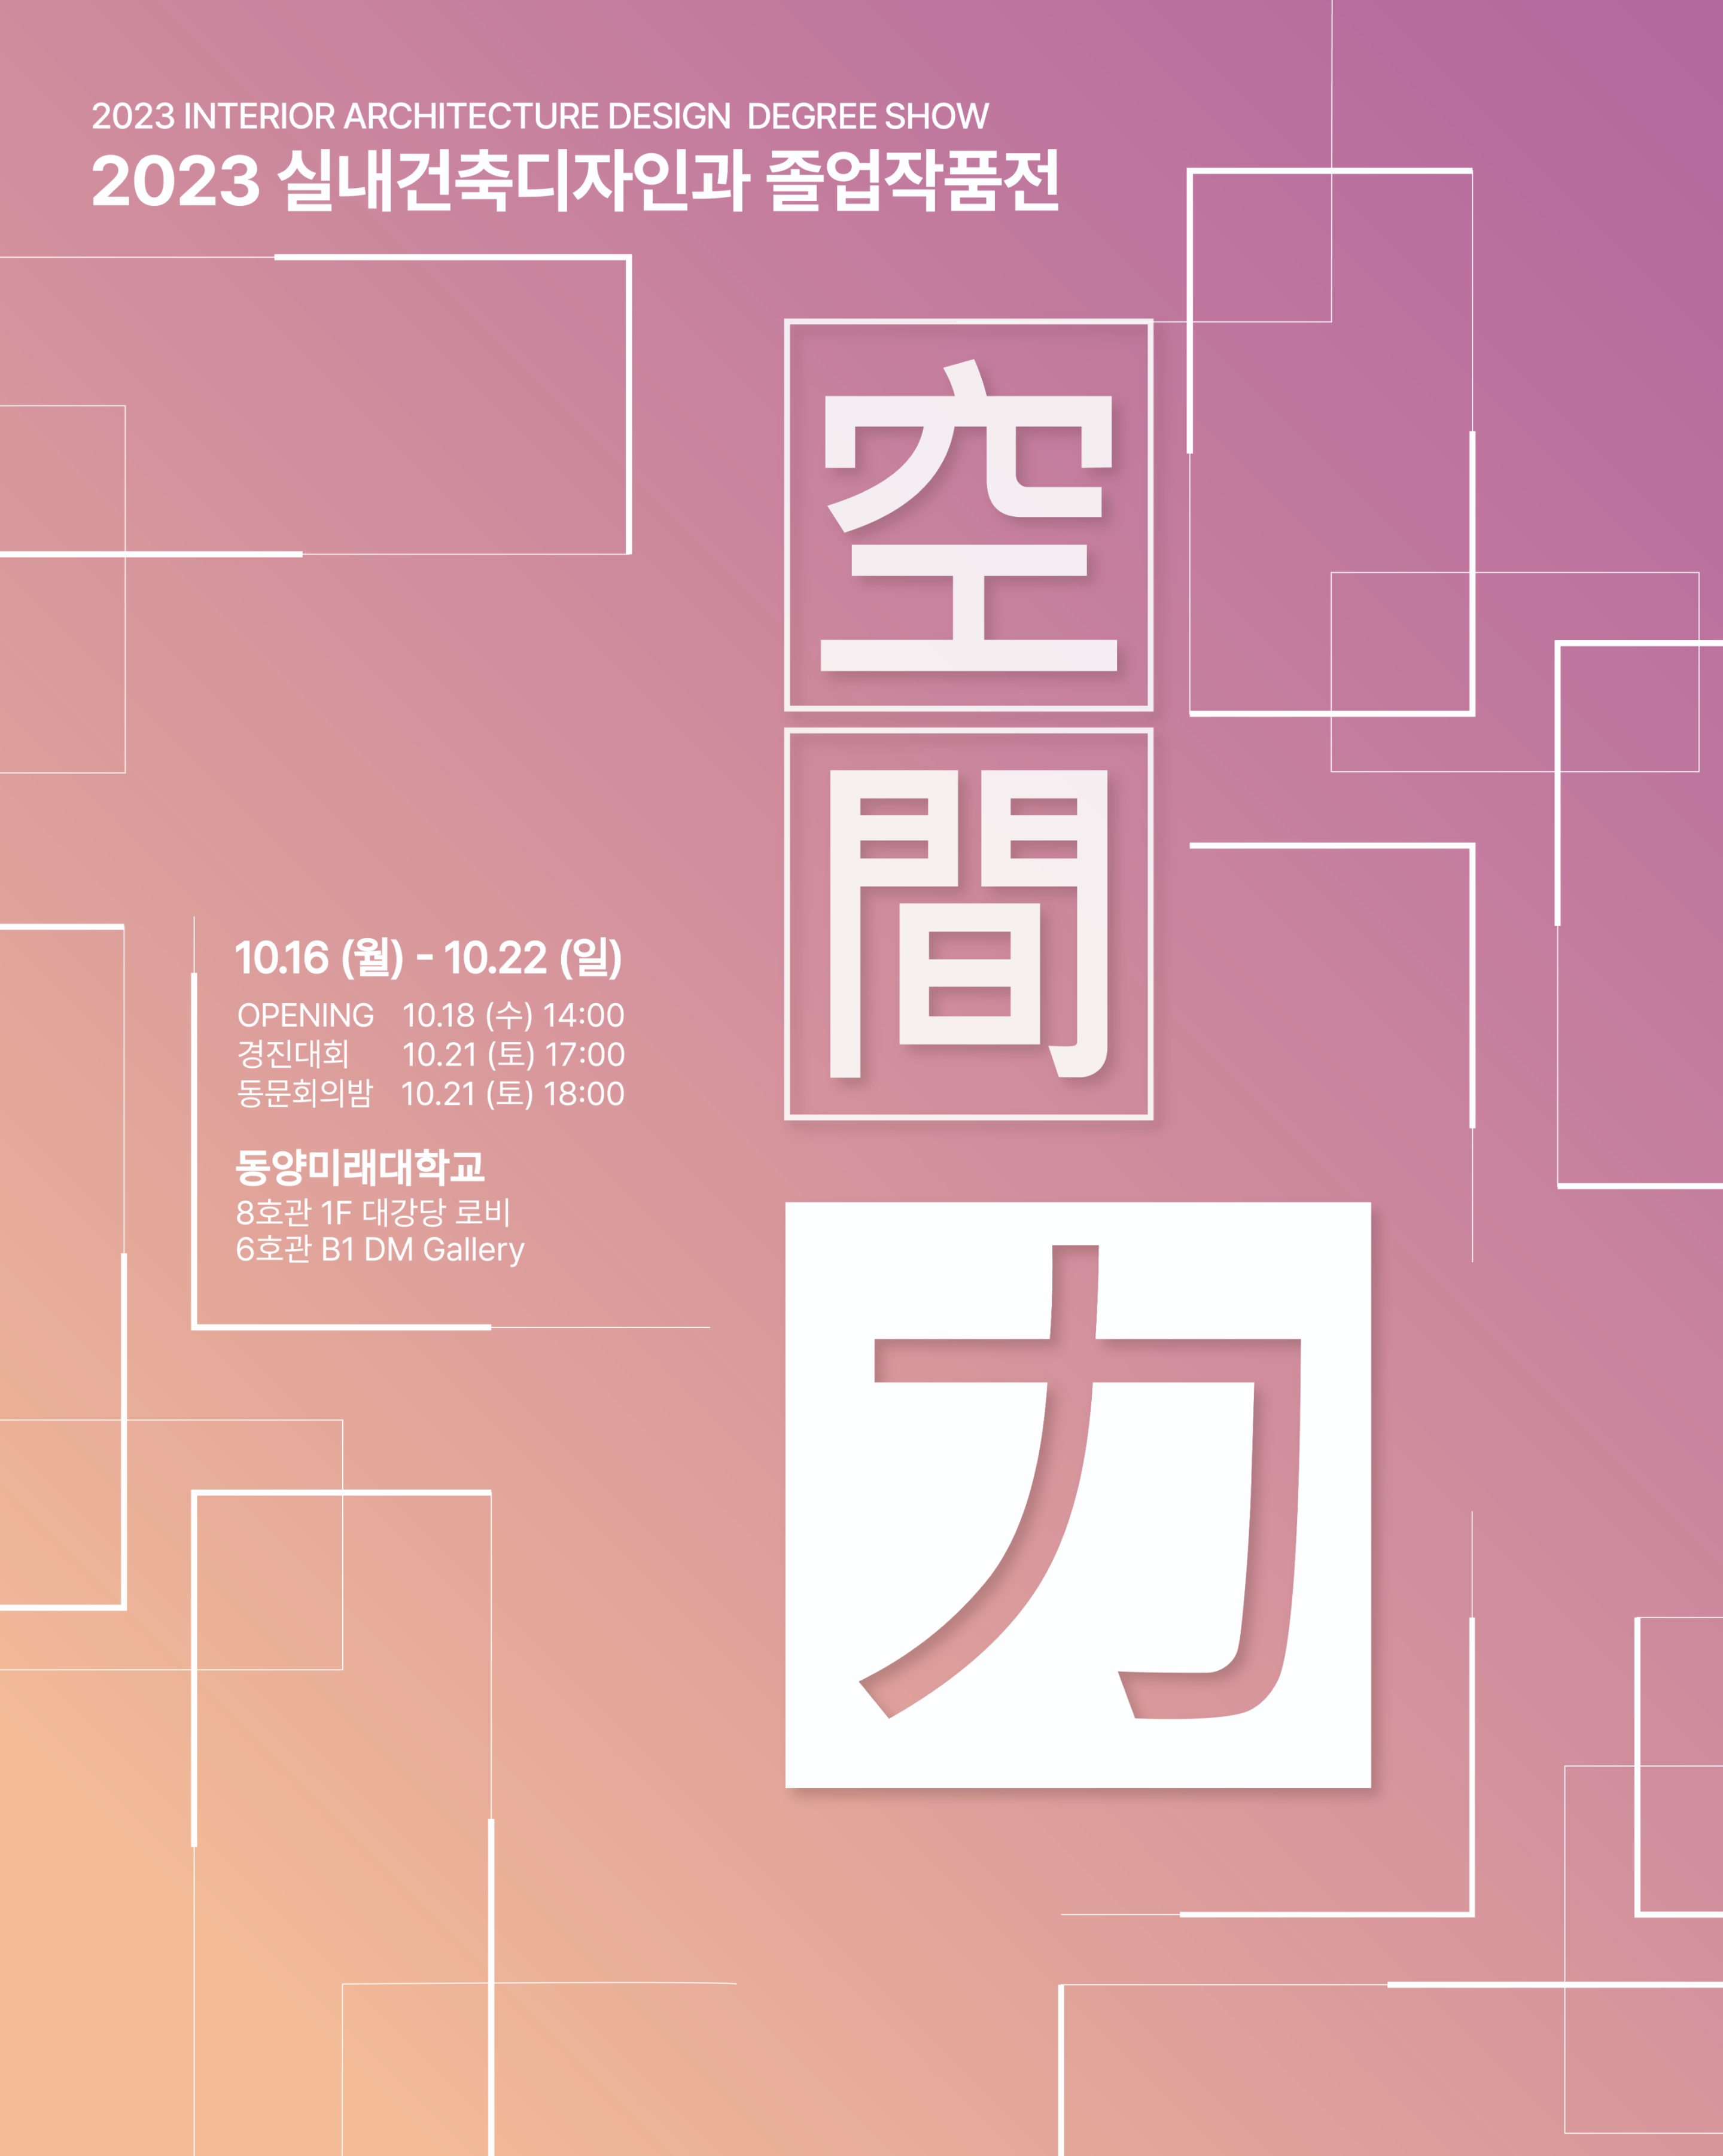 2023 INTERIOR ARCHITECTURE DESIGN DEGREE SHOW
2023 실내건축디자인과 졸업작품전
空
間
力
10.16 (월) - 10.22 (일)
OPENING 10.18 (수) 14:00
경진대회 10.21 (토) 17:00
동문회의밤 10.21 (토) 18:00
동양미래대학교
8호관 1F 대강당 로비
6호관 B1 DM Gallery